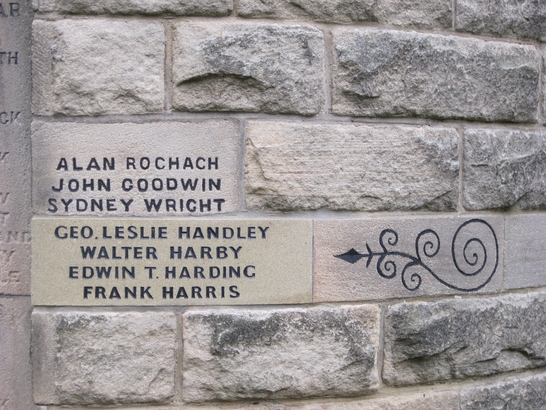 ALAN ROCHACH
JOHN GOODWIN
SYDNEY WRIGHT
GEO. LESLIE HANDLEY
WALTER HARBY
EDWIN T. HARDING
FRANK HARRIS